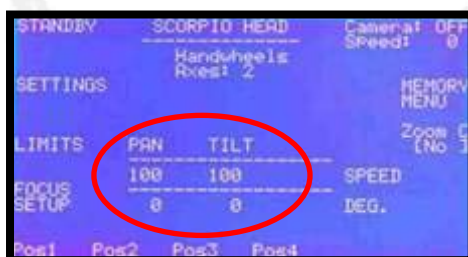 STANDBY SCORPIO HEAD Camera: OFF
Speed: 0
Handwheels
Axes: 2
SETTINGS MEMORY
MENU
LIMITS PAN TILT Zoom
[No
100 100 SPEED
FOCUS
SETUP 0 0 DEG.
Pos1 Pos2 Pos3 Pos4